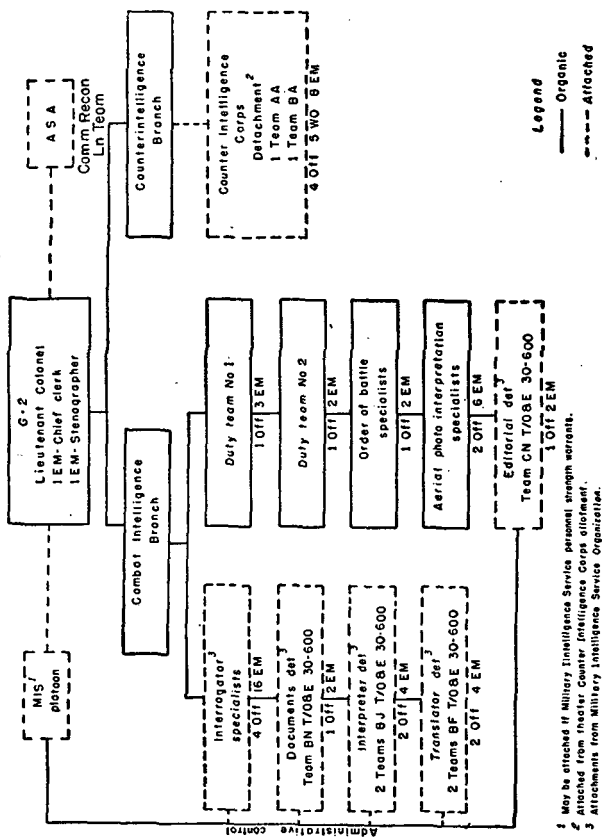 G-2
Lieutenant Colonel
1 EM- Chief clerk
1 EM- Stenographer
MIS¹
platoon
ASA
Comm Recon
Ln Team
Combat Intelligence
Branch
Counterintelligence
Branch
Interrogator³
specialists
4 Off 16 EM
Documents det³
Team BN T/O&E 30-600
1 Off 2 EM
Interpreter det³
2 Teams BJ T/O&E 30-600
2 Off 4 EM
Translator det³
2 Teams BF T/O&E 30-600
2 Off 4 EM
Duty team No 1
1 Off 3 EM
Duty team No 2
1 Off 2 EM
Order of battle
specialists
1 Off 2 EM
Aerial photo interpretation
specialists
2 Off 6 EM
Editorial det³
Team CN T/O&E 30-600
1 Off 2 EM
Counter Intelligence
Corps
Detachment²
1 Team AA
1 Team BA
4 Off 5 WO 8 EM
Administrative control
Legend
Organic
Attached
1 May be attached if Military Intelligence Service personnel strength warrants.
2 Attached from theater Counter Intelligence Corps allotment.
3 Attachments from Military Intelligence Service Organization.